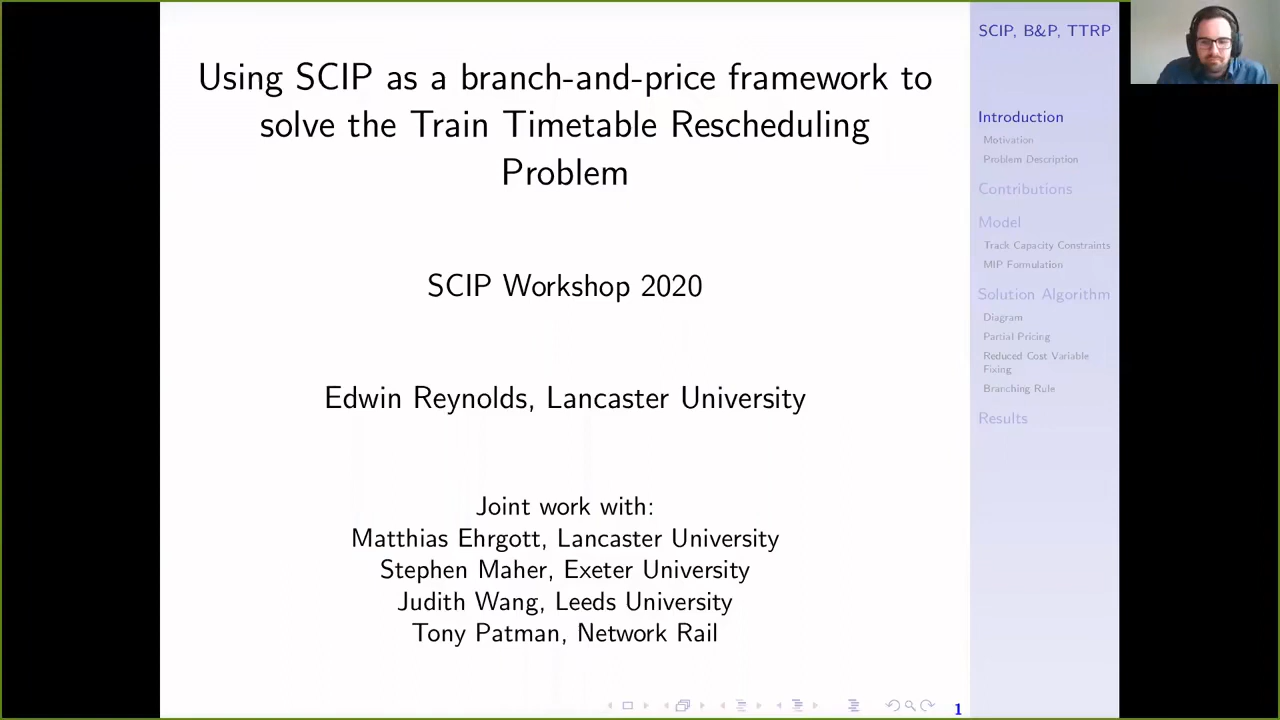 Using SCIP as a branch-and-price framework to
solve the Train Timetable Rescheduling
Problem
SCIP Workshop 2020
Edwin Reynolds, Lancaster University
Joint work with:
Matthias Ehrgott, Lancaster University
Stephen Maher, Exeter University
Judith Wang, Leeds University
Tony Patman, Network Rail
SCIP, B&P, TTRP
Introduction
Motivation
Problem Description
Contributions
Model
Track Capacity Constraints
MIP Formulation
Solution Algorithm
Diagram
Partial Pricing
Reduced Cost Variable
Fixing
Branching Rule
Results
1